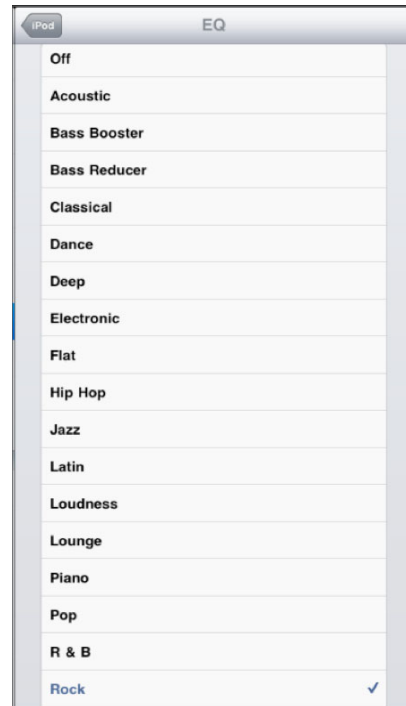 iPod
EQ
Off
Acoustic
Bass Booster
Bass Reducer
Classical
Dance
Deep
Electronic
Flat
Hip Hop
Jazz
Latin
Loudness
Lounge
Piano
Pop
R & B
Rock